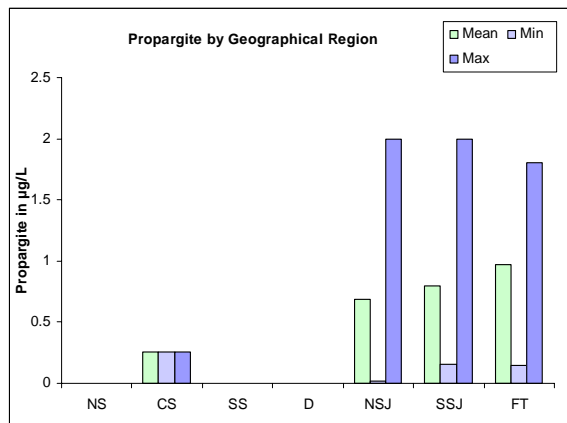 Propargite by Geographical Region
Mean Min
Max
Propargite in µg/L
2.5
2
1.5
1
0.5
0
NS CS SS D NSJ SSJ FT